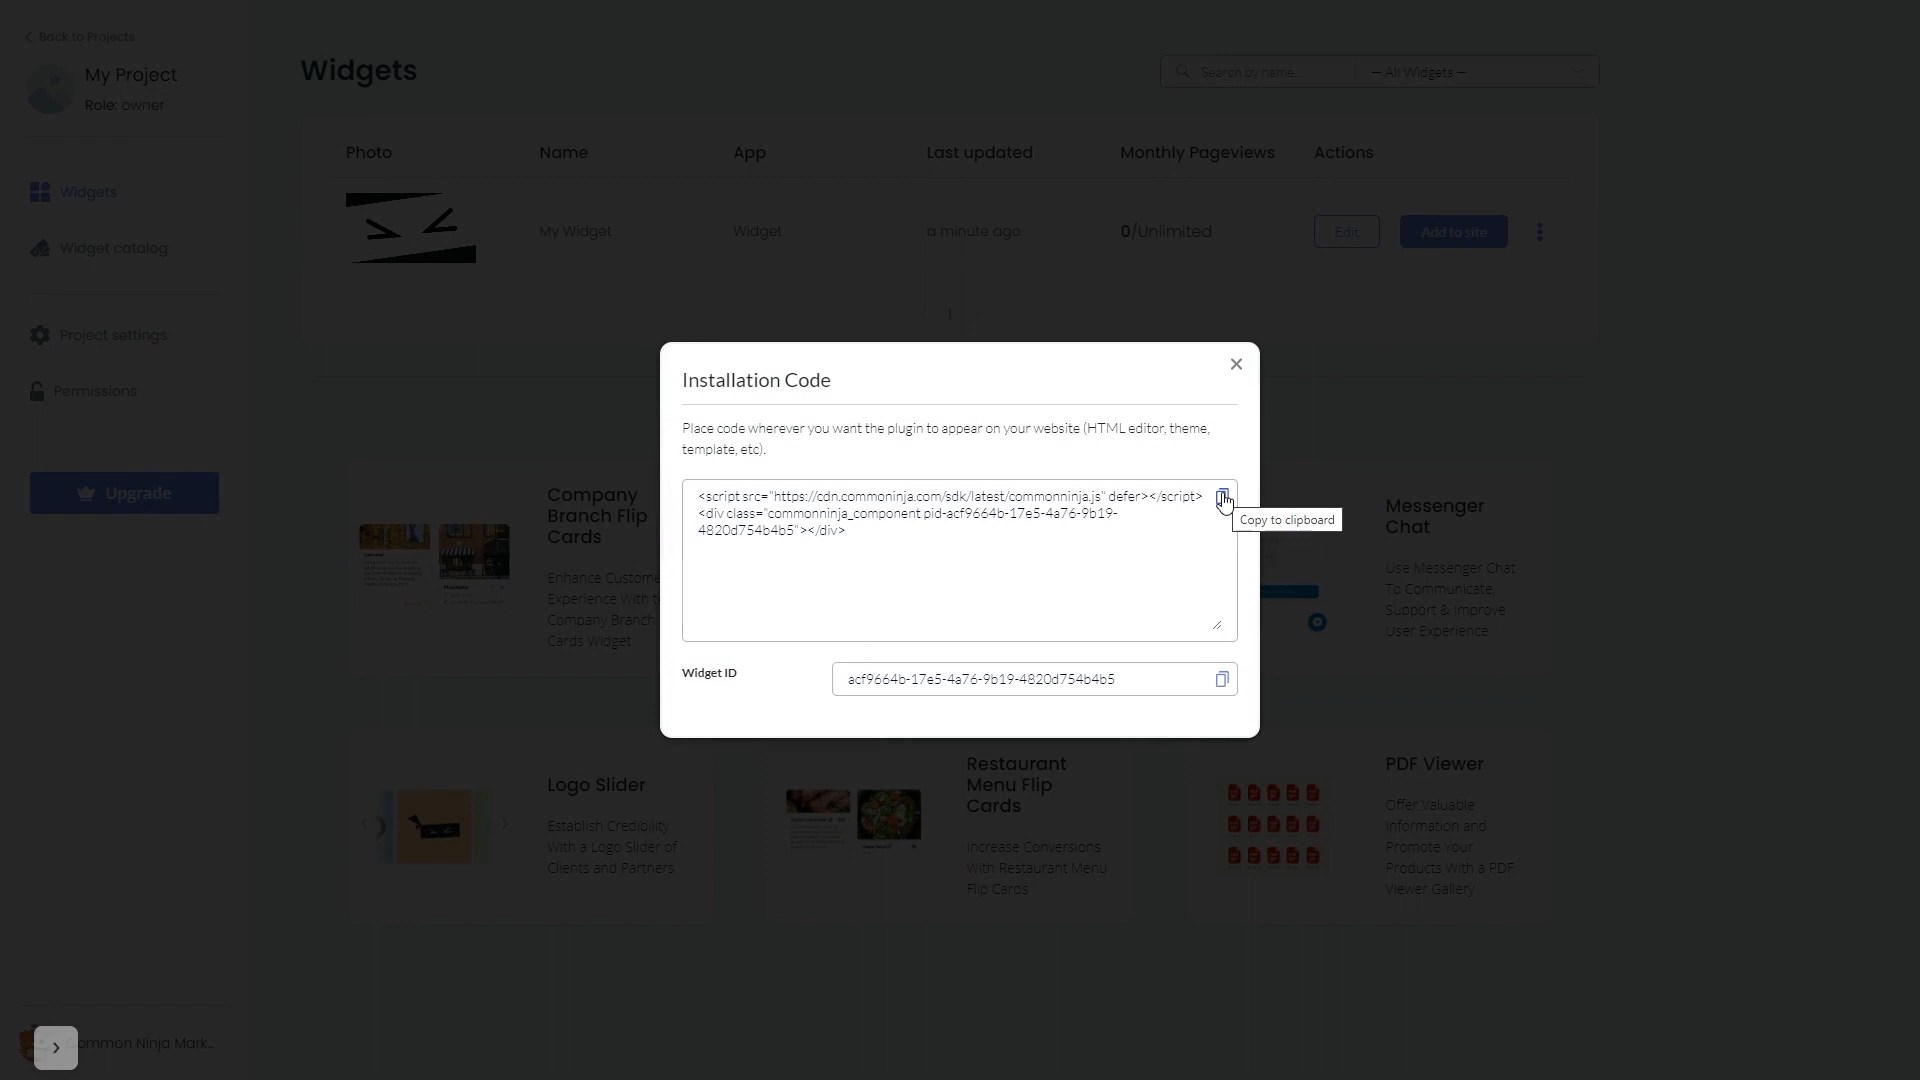 Back to Projects
My Project
Role: owner
Widgets
Widget catalog
Project settings
Permissions
Upgrade
Widgets
Search by name...
— All Widgets —
Photo
Name
App
Last updated
Monthly Pageviews
Actions
My Widget
Widget
a minute ago
0/Unlimited
Edit
Add to site
1
Installation Code
Place code wherever you want the plugin to appear on your website (HTML editor, theme,
template, etc).
<script src="https://cdn.commoninja.com/sdk/latest/commonninja.js" defer></script>
<div class="commonninja_component pid-acf9664b-17e5-4a76-9b19-
4820d754b4b5"></div>
Copy to clipboard
Widget ID
acf9664b-17e5-4a76-9b19-4820d754b4b5
Company
Branch Flip
Cards
Enhance Custome
Experience With
Company Branch
Cards Widget
Messenger
Chat
Use Messenger Chat
To Communicate,
Support & Improve
User Experience
Logo Slider
Establish Credibility
With a Logo Slider of
Clients and Partners
Restaurant
Menu Flip
Cards
Increase Conversions
With Restaurant Menu
Flip Cards
PDF Viewer
Offer Valuable
Information and
Promote Your
Products With a PDF
Viewer Gallery
ommon Ninja Mark...